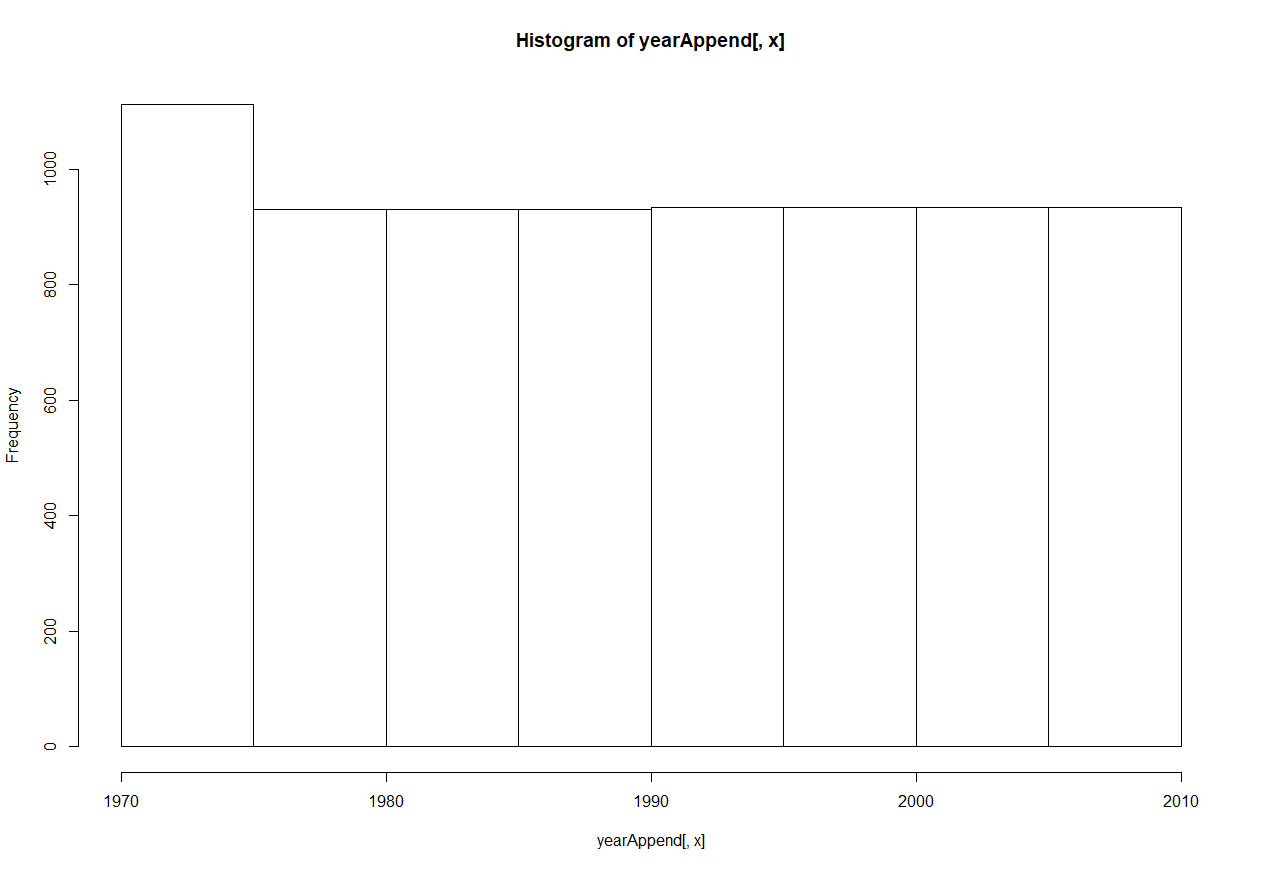 Histogram of yearAppend[, x]
Frequency
1000
800
600
400
200
0
1970 1980 1990 2000 2010
yearAppend[, x]